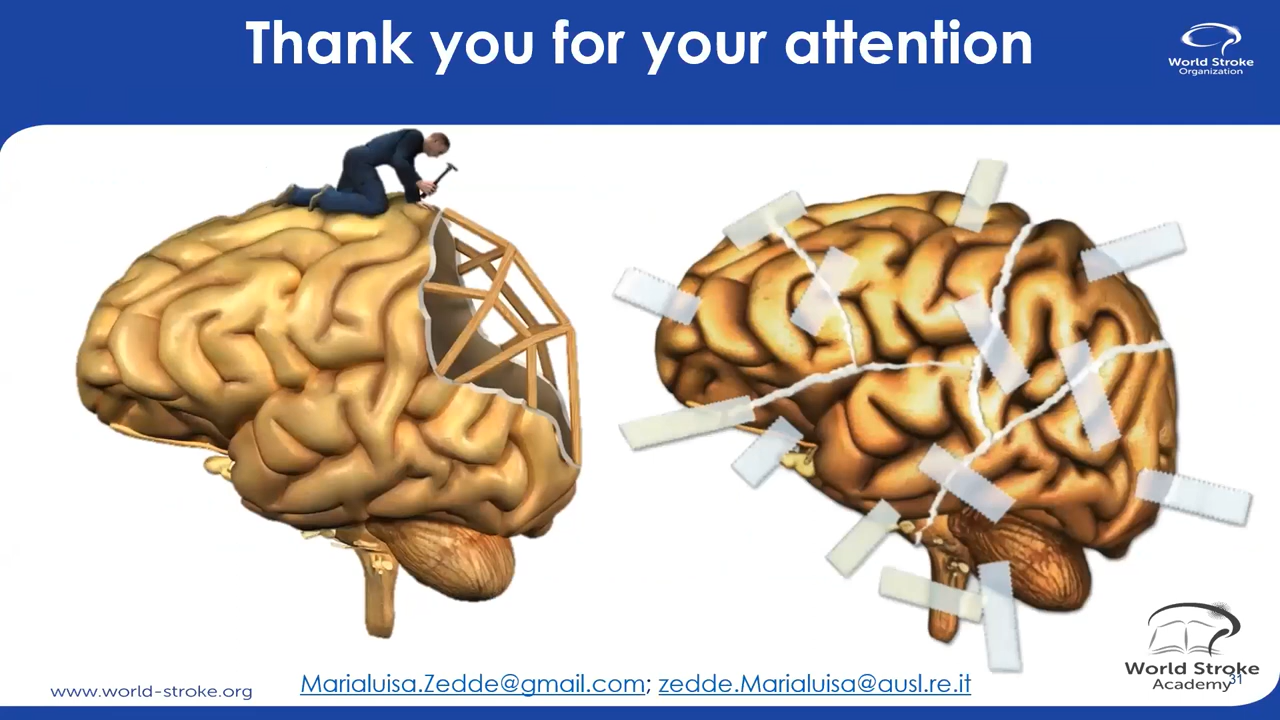 Thank you for your attention
World Stroke
Organization
World Stroke
Academy
31
www.world-stroke.org
Marialuisa.Zedde@gmail.com; zedde.Marialuisa@ausl.re.it